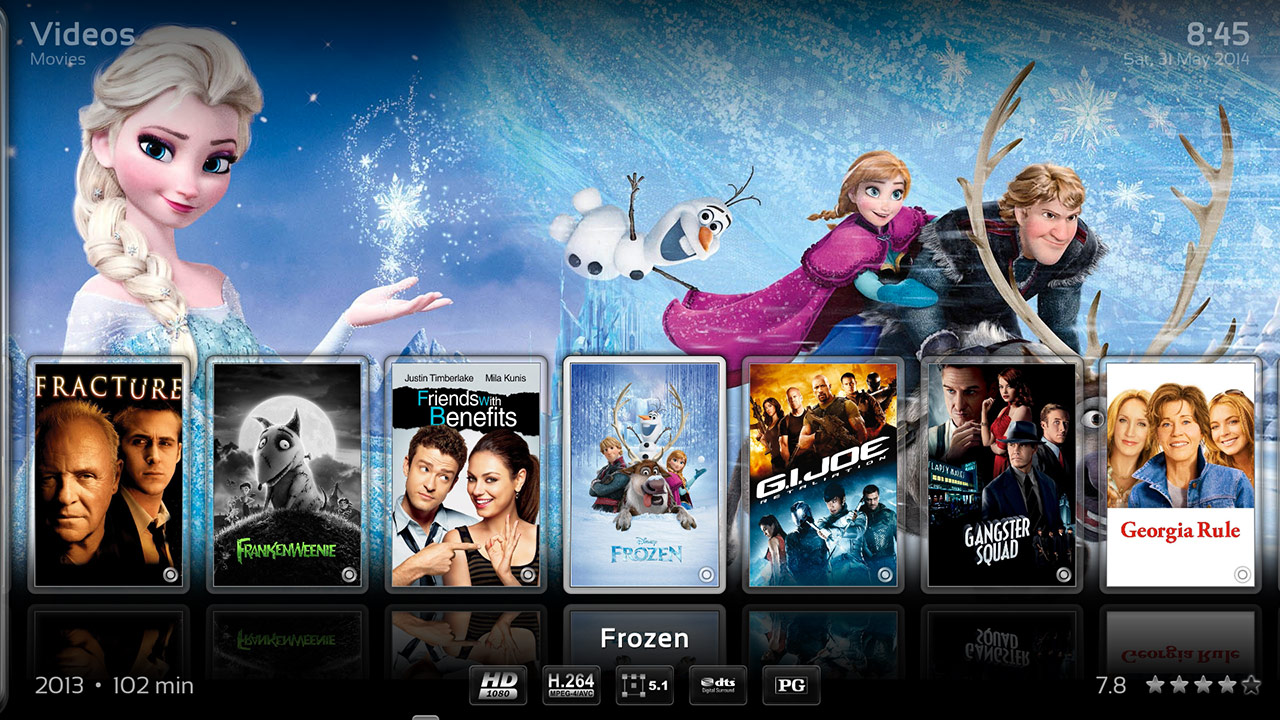 Videos
Movies
8:45
Sat, 31 May 2014
FRACTURE
FRANKENWEENIE
Justin Timberlake Mila Kunis
Friends With
Benefits
DISNEY
FROZEN
G.I. JOE
RETALIATION
GANGSTER
SQUAD
Georgia Rule
Frozen
2013 • 102 min
HD
1080
H.264
MPEG-4/AVC
5.1
dts
Digital Surround
PG
7.8